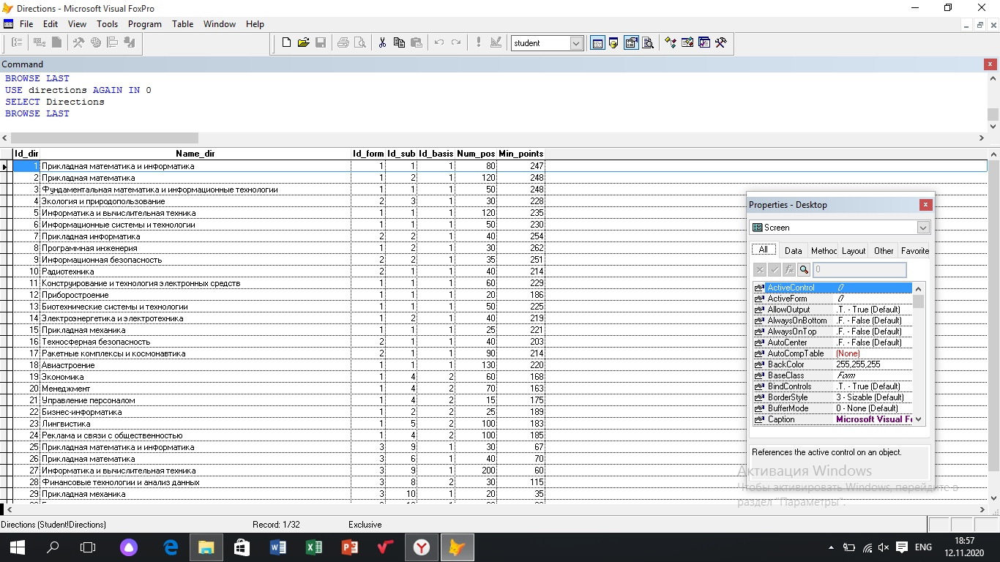 Directions - Microsoft Visual FoxPro
File Edit View Tools Program Table Window Help
student
Command
BROWSE LAST
USE directions AGAIN IN 0
SELECT Directions
BROWSE LAST
Id_dir Name_dir Id_form Id_sub Id_basis Num_pos Min_points
1 Прикладная математика и информатика 1 1 1 80 247
2 Прикладная математика 1 2 1 120 248
3 Фундаментальная математика и информационные технологии 1 1 1 50 248
4 Экология и природопользование 2 3 1 30 228
5 Информатика и вычислительная техника 1 1 1 120 235
6 Информационные системы и технологии 1 1 1 50 230
7 Прикладная информатика 2 2 1 40 254
8 Программная инженерия 1 2 1 30 262
9 Информационная безопасность 2 2 1 35 251
10 Радиотехника 2 1 1 40 214
11 Конструирование и технология электронных средств 1 1 1 60 229
12 Приборостроение 1 1 1 20 186
13 Биотехнические системы и технологии 1 1 1 50 225
14 Электроэнергетика и электротехника 1 2 1 40 219
15 Прикладная механика 1 1 1 25 221
16 Техносферная безопасность 2 1 1 40 203
17 Ракетные комплексы и космонавтика 2 1 1 90 214
18 Авиастроение 1 1 1 130 220
19 Экономика 1 4 2 60 168
20 Менеджмент 1 4 2 70 163
21 Управление персоналом 1 4 2 15 175
22 Бизнес-информатика 1 2 2 25 189
23 Лингвистика 1 5 2 100 183
24 Реклама и связи с общественностью 1 4 2 100 185
25 Прикладная математика и информатика 3 9 1 30 67
26 Прикладная математика 3 6 1 40 70
27 Информатика и вычислительная техника 3 9 1 200 60
28 Финансовые технологии и анализ данных 3 8 2 30 115
29 Прикладная механика 3 10 1 20 35
Properties - Desktop
Screen
All Data Methoc Layout Other Favorite
0
ActiveControl 0
ActiveForm 0
AllowOutput .T. - True (Default)
AlwaysOnBottom .F. - False (Default)
AlwaysOnTop .F. - False (Default)
AutoCenter .F. - False (Default)
AutoCompTable (None)
BackColor 255,255,255
BaseClass Form
BindControls .T. - True (Default)
BorderStyle 3 - Sizable (Default)
BufferMode 0 - None (Default)
Caption Microsoft Visual Fo
References the active control on an object.
Активация Windows
Чтобы активировать Windows, перейдите в
раздел "Параметры".
Directions (Student!Directions) Record: 1/32 Exclusive
ENG
18:57
12.11.2020